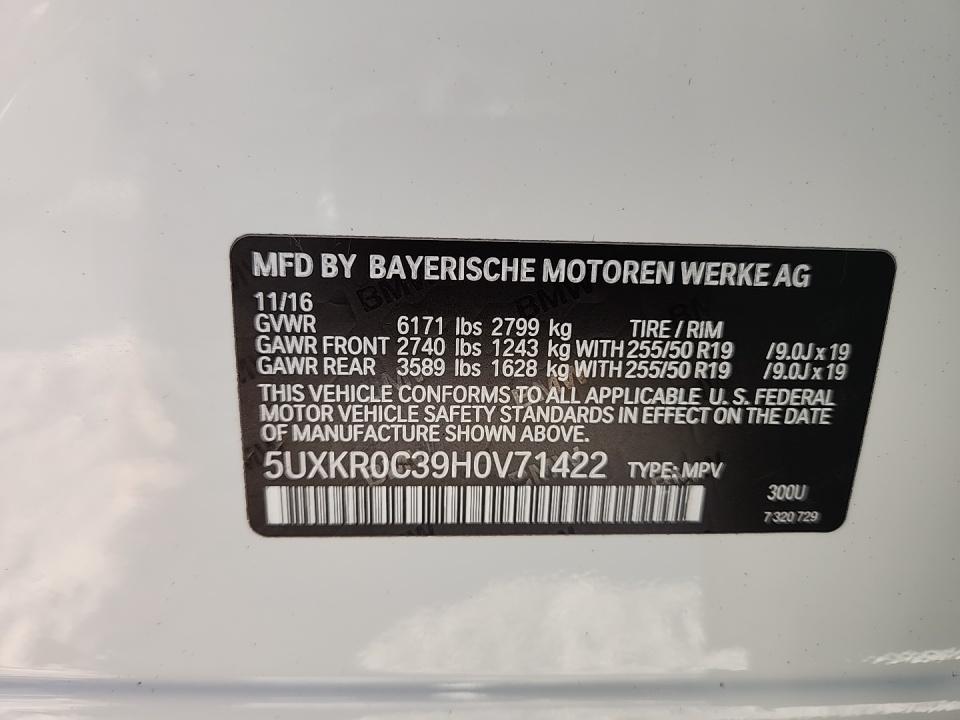 MFD BY BAYERISCHE MOTOREN WERKE AG
11/16
GVWR 6171 lbs 2799 kg TIRE / RIM
GAWR FRONT 2740 lbs 1243 kg WITH 255/50 R19 /9.0J x 19
GAWR REAR 3589 lbs 1628 kg WITH 255/50 R19 /9.0J x 19
THIS VEHICLE CONFORMS TO ALL APPLICABLE U. S. FEDERAL
MOTOR VEHICLE SAFETY STANDARDS IN EFFECT ON THE DATE
OF MANUFACTURE SHOWN ABOVE.
5UXKR0C39H0V71422 TYPE: MPV
300U
7 320 729